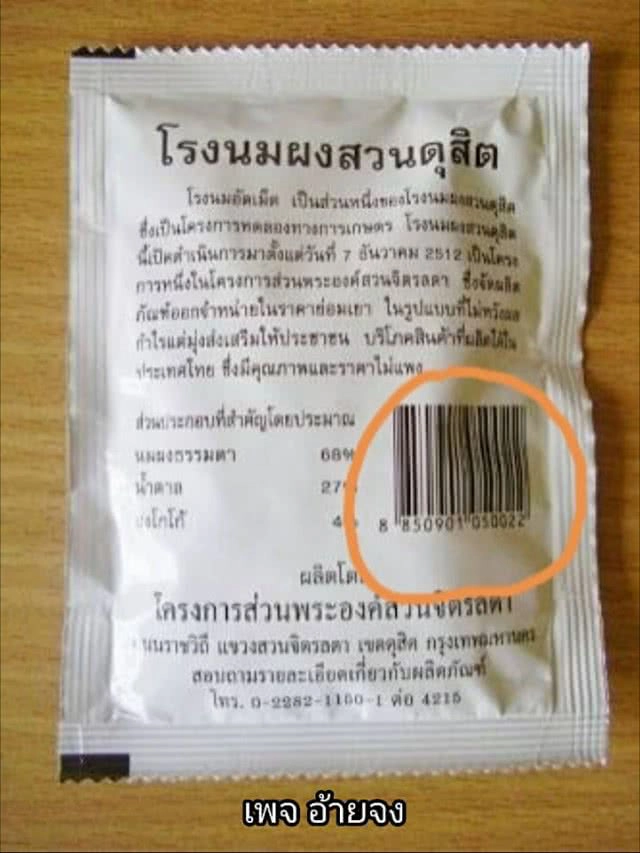 โรงนมผงสวนดุสิต
โรงนมอัดเม็ด เป็นส่วนหนึ่งของโรงนมผงสวนดุสิต
ซึ่งเป็นโครงการทดลองทางการเกษตร โรงนมผงสวนดุสิต
นี้เปิดดำเนินการมาตั้งแต่วันที่ 7 ธันวาคม 2512 เป็นโครง
การหนึ่งในโครงการส่วนพระองค์สวนจิตรลดา ซึ่งจัดผลิต
ภัณฑ์ออกจำหน่ายในราคาย่อมเยา ในรูปแบบที่ไม่หวังผล
กำไรแต่มุ่งส่งเสริมให้ประชาชน บริโภคสินค้าที่ผลิตได้ใน
ประเทศไทย ซึ่งมีคุณภาพและราคาไม่แพง
ส่วนประกอบที่สำคัญโดยประมาณ
นมผงธรรมดา 68%
น้ำตาล 27%
ผงโกโก้ 4%
8 850901 050022
ผลิตโดย
โครงการส่วนพระองค์สวนจิตรลดา
ถนนราชวิถี แขวงสวนจิตรลดา เขตดุสิต กรุงเทพมหานคร
สอบถามรายละเอียดเกี่ยวกับผลิตภัณฑ์
โทร. 0-2282-1150-1 ต่อ 4215
เพจ อ้ายจง